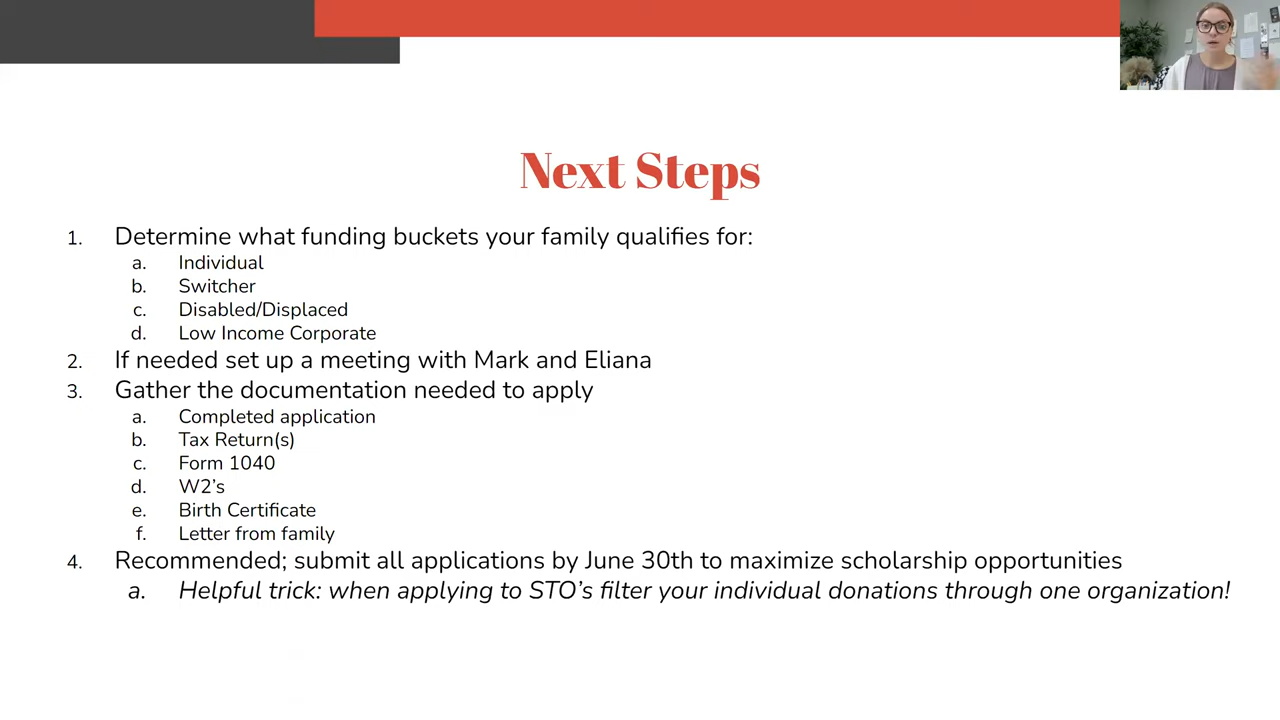 Next Steps
1. Determine what funding buckets your family qualifies for:
a. Individual
b. Switcher
c. Disabled/Displaced
d. Low Income Corporate
2. If needed set up a meeting with Mark and Eliana
3. Gather the documentation needed to apply
a. Completed application
b. Tax Return(s)
c. Form 1040
d. W2's
e. Birth Certificate
f. Letter from family
4. Recommended; submit all applications by June 30th to maximize scholarship opportunities
a. Helpful trick: when applying to STO's filter your individual donations through one organization!